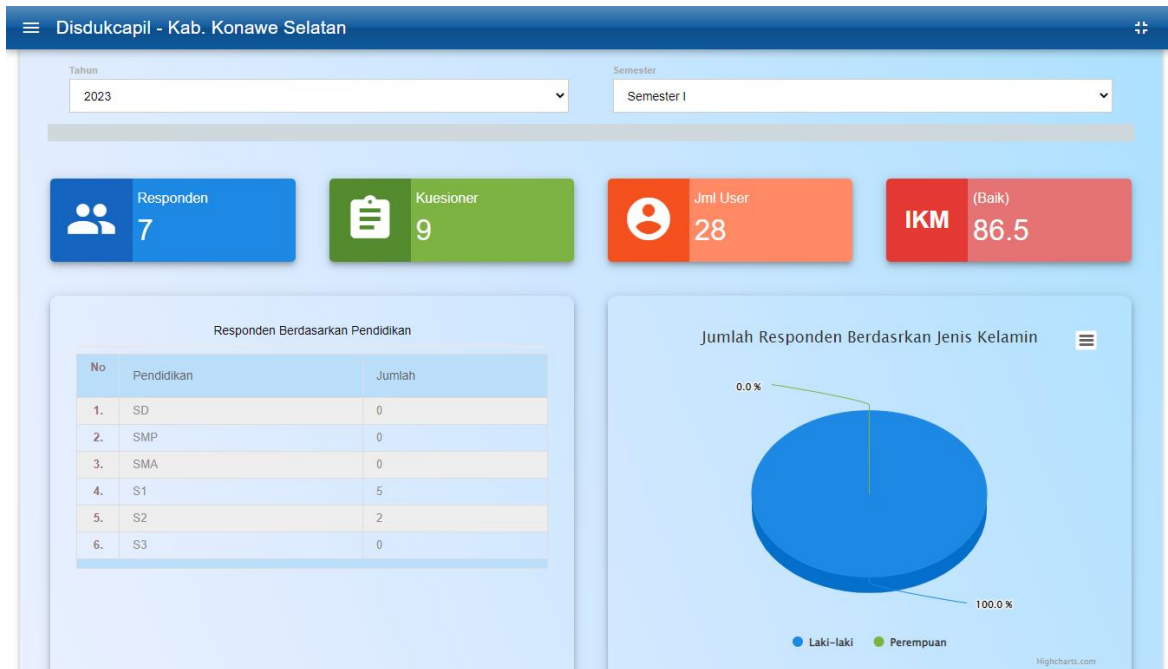 Disdukcapil - Kab. Konawe Selatan
Tahun
Semester
2023
Semester I
Responden
7
Kuesioner
9
Jml User
28
IKM
(Baik)
86.5
Responden Berdasarkan Pendidikan
No Pendidikan Jumlah
1. SD 0
2. SMP 0
3. SMA 0
4. S1 5
5. S2 2
6. S3 0
Jumlah Responden Berdasrkan Jenis Kelamin
0.0 %
100.0 %
Laki-laki Perempuan
Highcharts.com